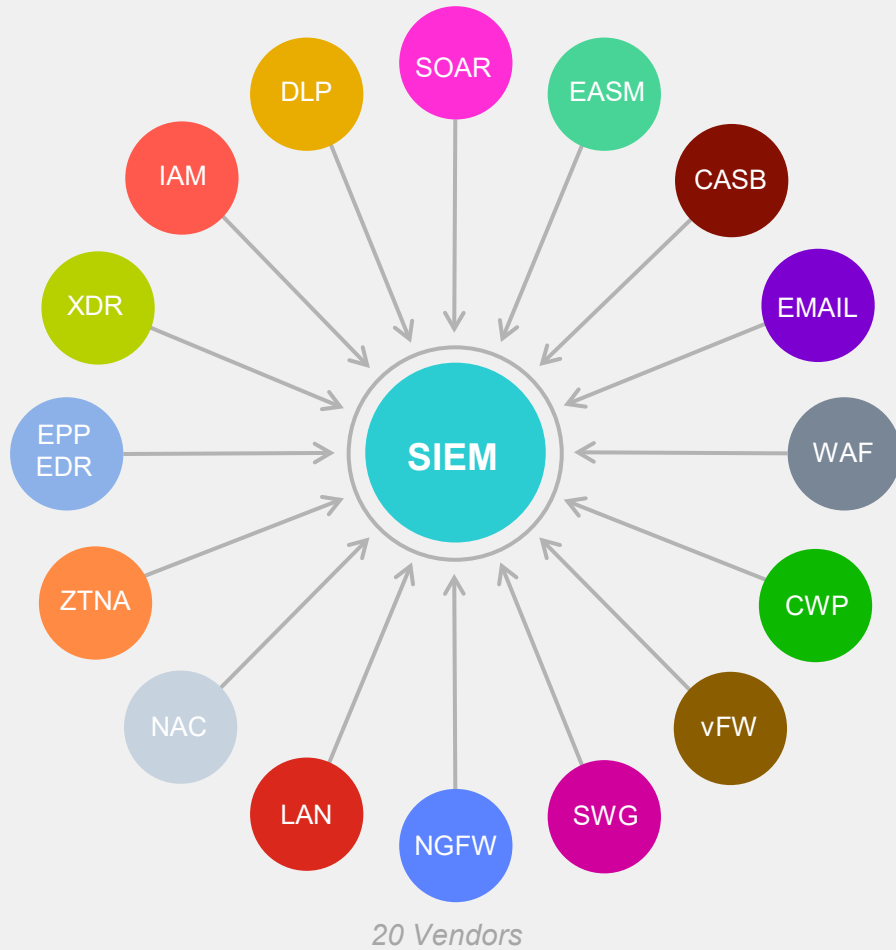 SOAR
DLP
EASM
IAM
CASB
XDR
EMAIL
EPP
EDR
SIEM
WAF
ZTNA
CWP
NAC
vFW
LAN
SWG
NGFW
20 Vendors